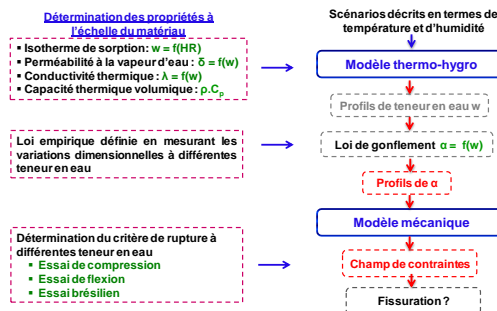 Détermination des propriétés à
l'échelle du matériau
▪ Isotherme de sorption : w = f(HR)
▪ Perméabilité à la vapeur d'eau : δ = f(w)
▪ Conductivité thermique : λ = f(w)
▪ Capacité thermique volumique : ρ.Cp
Loi empirique définie en mesurant les
variations dimensionnelles à différentes
teneur en eau
Détermination du critère de rupture à
différentes teneur en eau
▪ Essai de compression
▪ Essai de flexion
▪ Essai brésilien
Scénarios décrits en termes de
température et d'humidité
Modèle thermo-hygro
Profils de teneur en eau w
Loi de gonflement α = f(w)
Profils de α
Modèle mécanique
Champ de contraintes
Fissuration ?